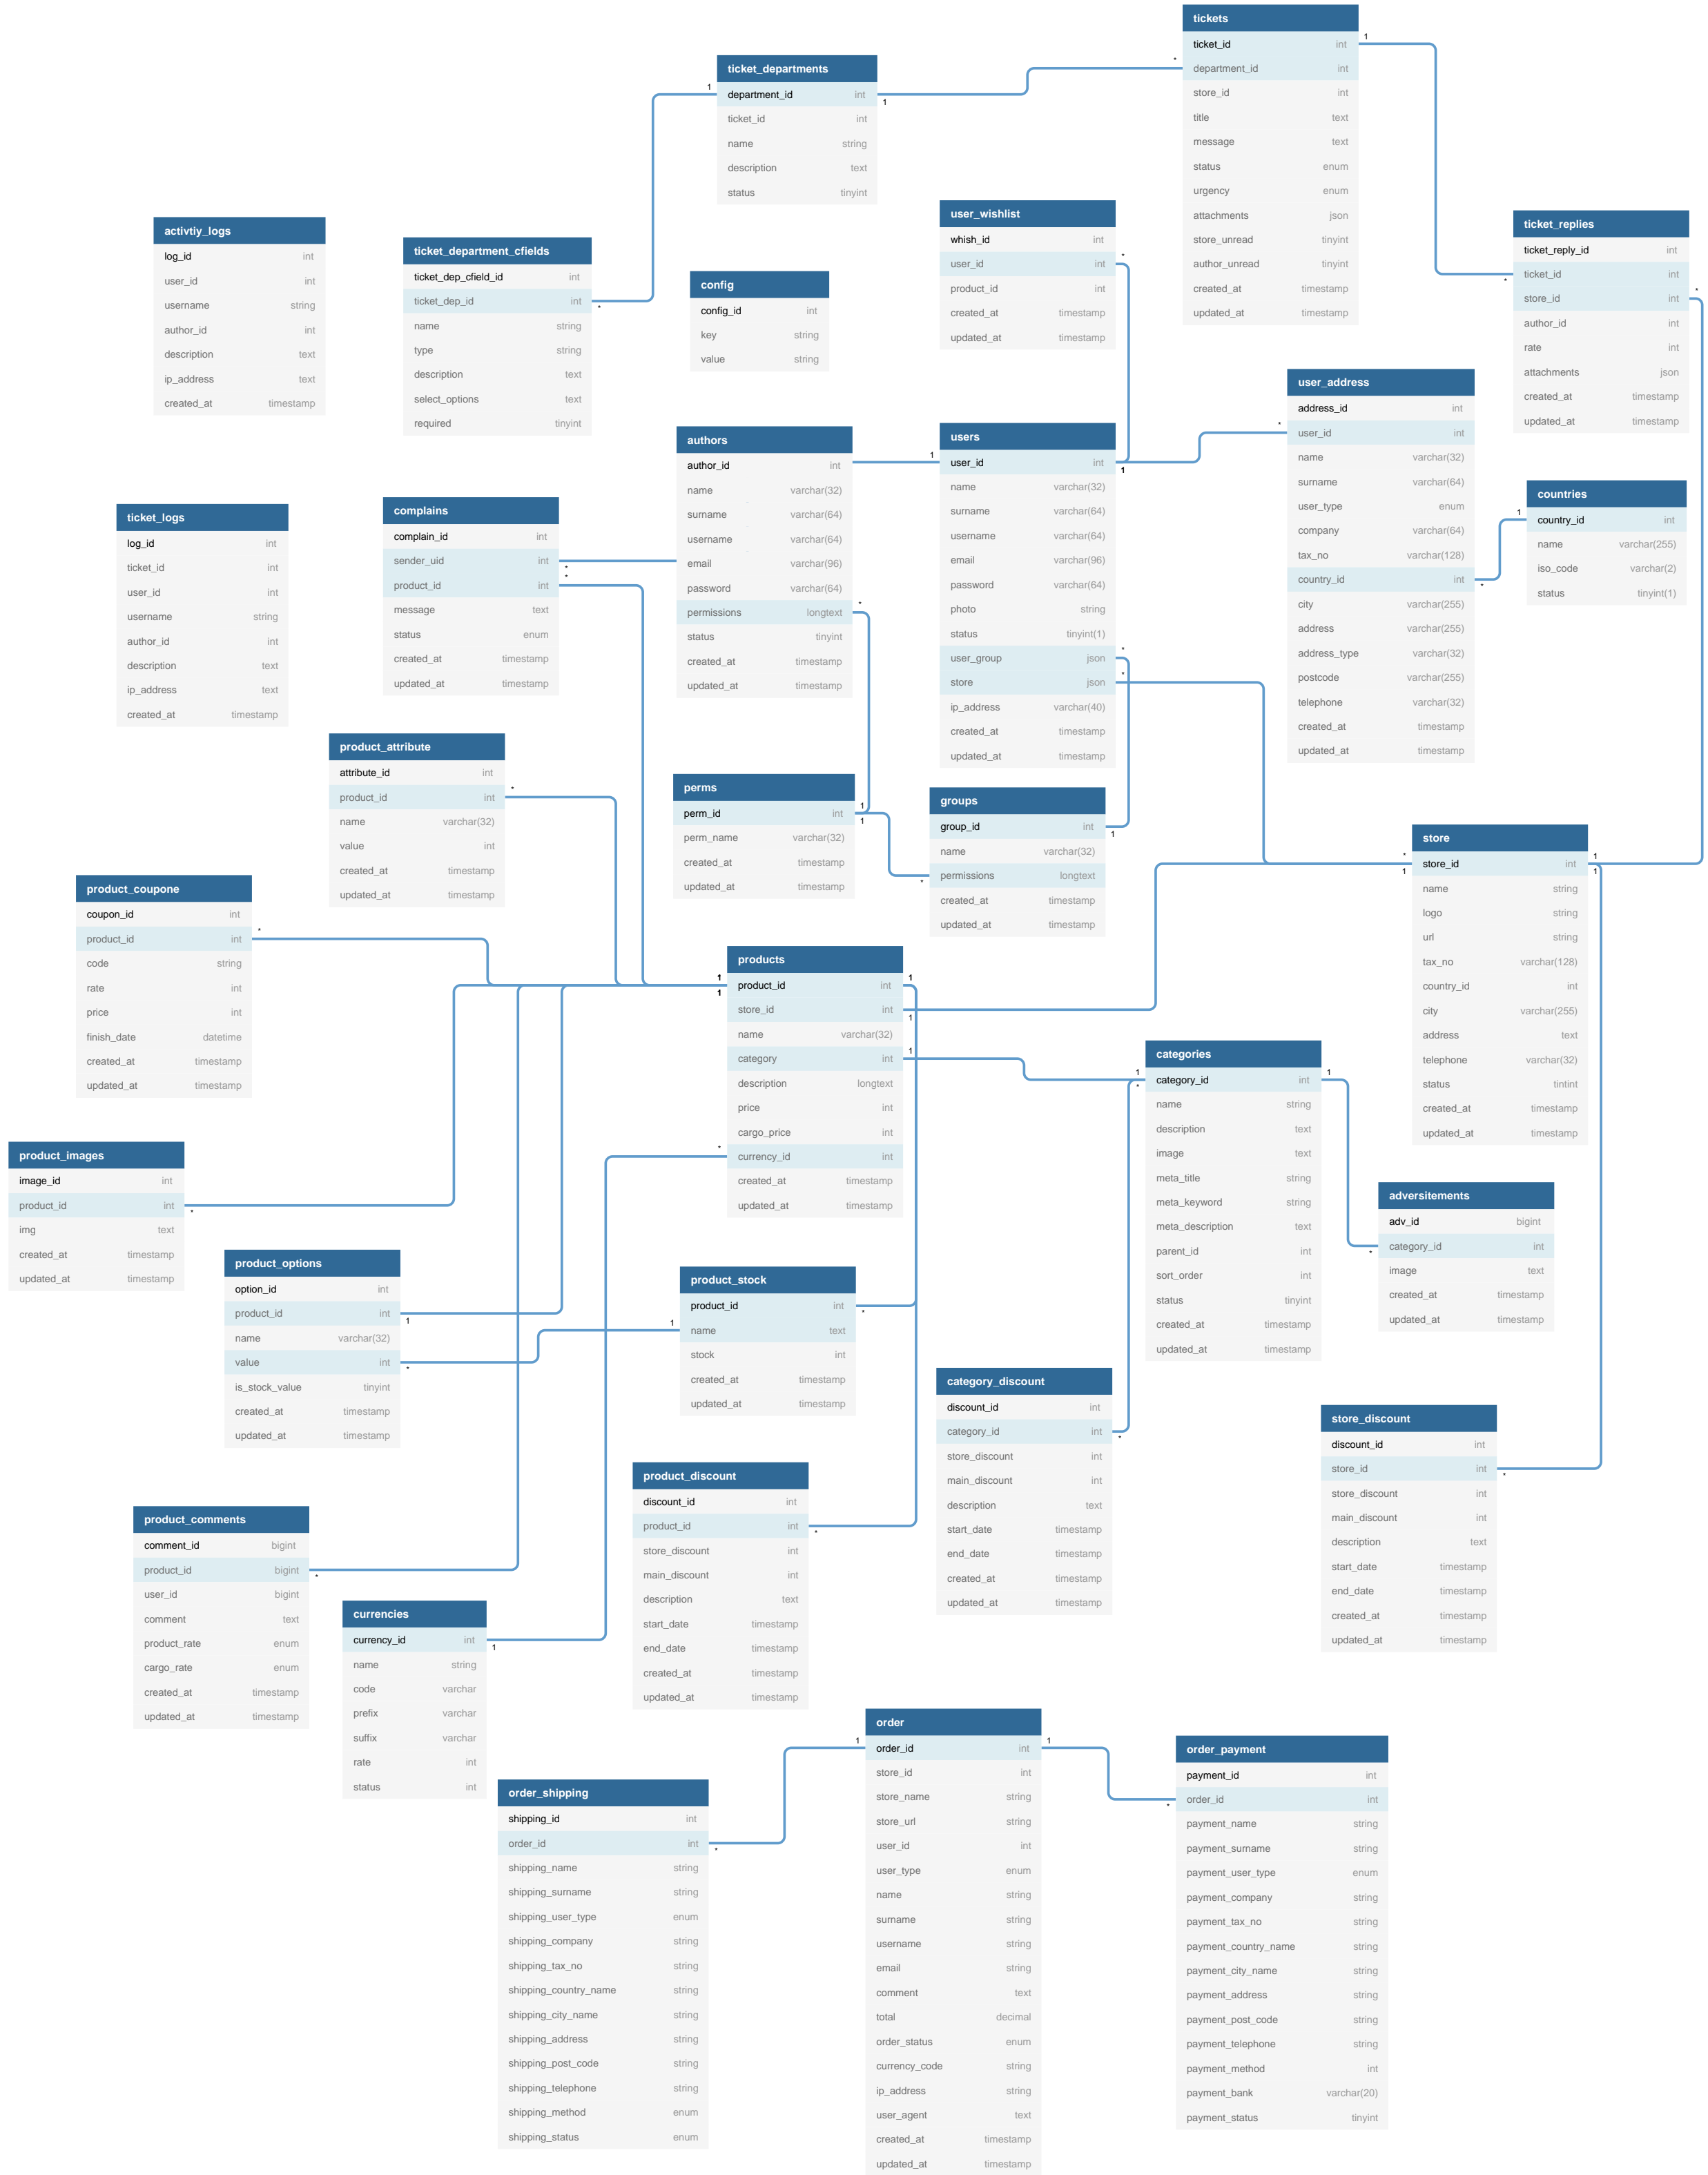 tickets
ticket_id int
department_id int
store_id int
title text
message text
status enum
urgency enum
attachments json
store_unread tinyint
author_unread tinyint
created_at timestamp
updated_at timestamp
1
*
ticket_departments
department_id int
ticket_id int
name string
description text
status tinyint
1
1
user_wishlist
whish_id int
user_id int
product_id int
created_at timestamp
updated_at timestamp
*
ticket_replies
ticket_reply_id int
ticket_id int
store_id int
author_id int
rate int
attachments json
created_at timestamp
updated_at timestamp
*
*
activtiy_logs
log_id int
user_id int
username string
author_id int
description text
ip_address text
created_at timestamp
ticket_department_cfields
ticket_dep_cfield_id int
ticket_dep_id int
name string
type string
description text
select_options text
required tinyint
*
config
config_id int
key string
value string
user_address
address_id int
user_id int
name varchar(32)
surname varchar(64)
user_type enum
company varchar(64)
tax_no varchar(128)
country_id int
city varchar(255)
address varchar(255)
address_type varchar(32)
postcode varchar(255)
telephone varchar(32)
created_at timestamp
updated_at timestamp
*
*
authors
author_id int
name varchar(32)
surname varchar(64)
username varchar(64)
email varchar(96)
password varchar(64)
permissions longtext
status tinyint
created_at timestamp
updated_at timestamp
*
users
user_id int
name varchar(32)
surname varchar(64)
username varchar(64)
email varchar(96)
password varchar(64)
photo string
status tinyint(1)
user_group json
store json
ip_address varchar(40)
created_at timestamp
updated_at timestamp
1
1
*
*
countries
country_id int
name varchar(255)
iso_code varchar(2)
status tinyint(1)
1
ticket_logs
log_id int
ticket_id int
user_id int
username string
author_id int
description text
ip_address text
created_at timestamp
complains
complain_id int
sender_uid int
product_id int
message text
status enum
created_at timestamp
updated_at timestamp
*
*
product_attribute
attribute_id int
product_id int
name varchar(32)
value int
created_at timestamp
updated_at timestamp
*
perms
perm_id int
perm_name varchar(32)
created_at timestamp
updated_at timestamp
1
1
groups
group_id int
name varchar(32)
permissions longtext
created_at timestamp
updated_at timestamp
1
*
store
store_id int
name string
logo string
url string
tax_no varchar(128)
country_id int
city varchar(255)
address text
telephone varchar(32)
status tintint
created_at timestamp
updated_at timestamp
*
1
1
1
product_coupone
coupon_id int
product_id int
code string
rate int
price int
finish_date datetime
created_at timestamp
updated_at timestamp
*
products
product_id int
store_id int
name varchar(32)
category int
description longtext
price int
cargo_price int
currency_id int
created_at timestamp
updated_at timestamp
1
1
1
1
1
*
categories
category_id int
name string
description text
image text
meta_title string
meta_keyword string
meta_description text
parent_id int
sort_order int
status tinyint
created_at timestamp
updated_at timestamp
1
*
1
product_images
image_id int
product_id int
img text
created_at timestamp
updated_at timestamp
*
adversitements
adv_id bigint
category_id int
image text
created_at timestamp
updated_at timestamp
*
product_options
option_id int
product_id int
name varchar(32)
value int
is_stock_value tinyint
created_at timestamp
updated_at timestamp
1
*
product_stock
product_id int
name text
stock int
created_at timestamp
updated_at timestamp
*
1
category_discount
discount_id int
category_id int
store_discount int
main_discount int
description text
start_date timestamp
end_date timestamp
created_at timestamp
updated_at timestamp
*
store_discount
discount_id int
store_id int
store_discount int
main_discount int
description text
start_date timestamp
end_date timestamp
created_at timestamp
updated_at timestamp
*
product_discount
discount_id int
product_id int
store_discount int
main_discount int
description text
start_date timestamp
end_date timestamp
created_at timestamp
updated_at timestamp
*
product_comments
comment_id bigint
product_id bigint
user_id bigint
comment text
product_rate enum
cargo_rate enum
created_at timestamp
updated_at timestamp
*
currencies
currency_id int
name string
code varchar
prefix varchar
suffix varchar
rate int
status int
1
order
order_id int
store_id int
store_name string
store_url string
user_id int
user_type enum
name string
surname string
username string
email string
comment text
total decimal
order_status enum
currency_code string
ip_address string
user_agent text
created_at timestamp
updated_at timestamp
1
1
order_payment
payment_id int
order_id int
payment_name string
payment_surname string
payment_user_type enum
payment_company string
payment_tax_no string
payment_country_name string
payment_city_name string
payment_address string
payment_post_code string
payment_telephone string
payment_method int
payment_bank varchar(20)
payment_status tinyint
*
order_shipping
shipping_id int
order_id int
shipping_name string
shipping_surname string
shipping_user_type enum
shipping_company string
shipping_tax_no string
shipping_country_name string
shipping_city_name string
shipping_address string
shipping_post_code string
shipping_telephone string
shipping_method enum
shipping_status enum
*